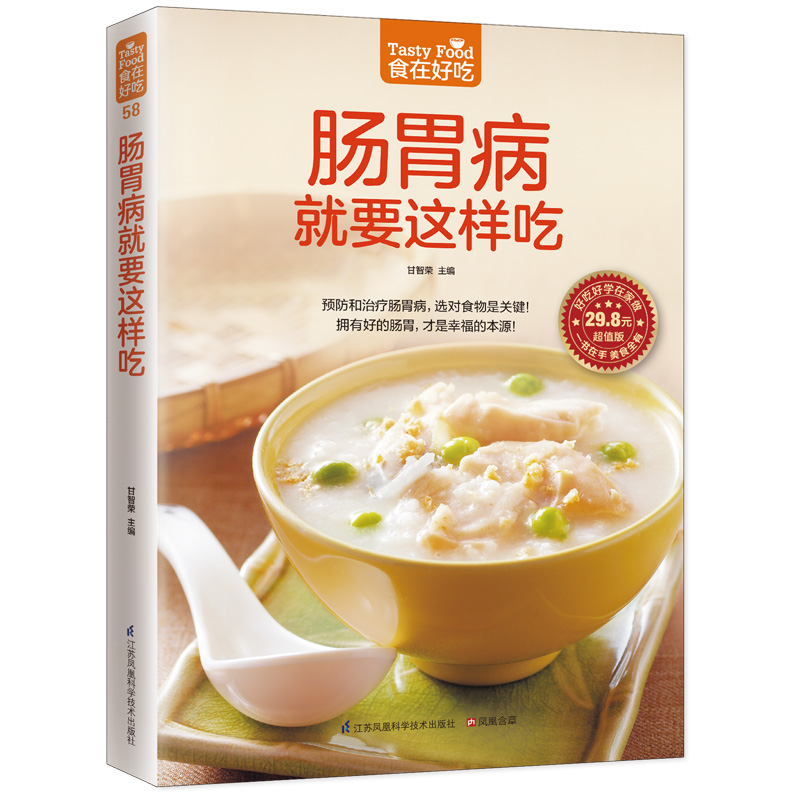 Tasty Food
食在好吃
58
肠胃病就要这样吃
甘智荣 主编
江苏凤凰科学技术出版社
Tasty Food
食在好吃
肠胃病
就要这样吃
甘智荣 主编
预防和治疗肠胃病，选对食物是关键！
拥有好的肠胃，才是幸福的本源！
好吃好学在家做
29.8元
超值版
一书在手 美食全有
江苏凤凰科学技术出版社 凤凰含章